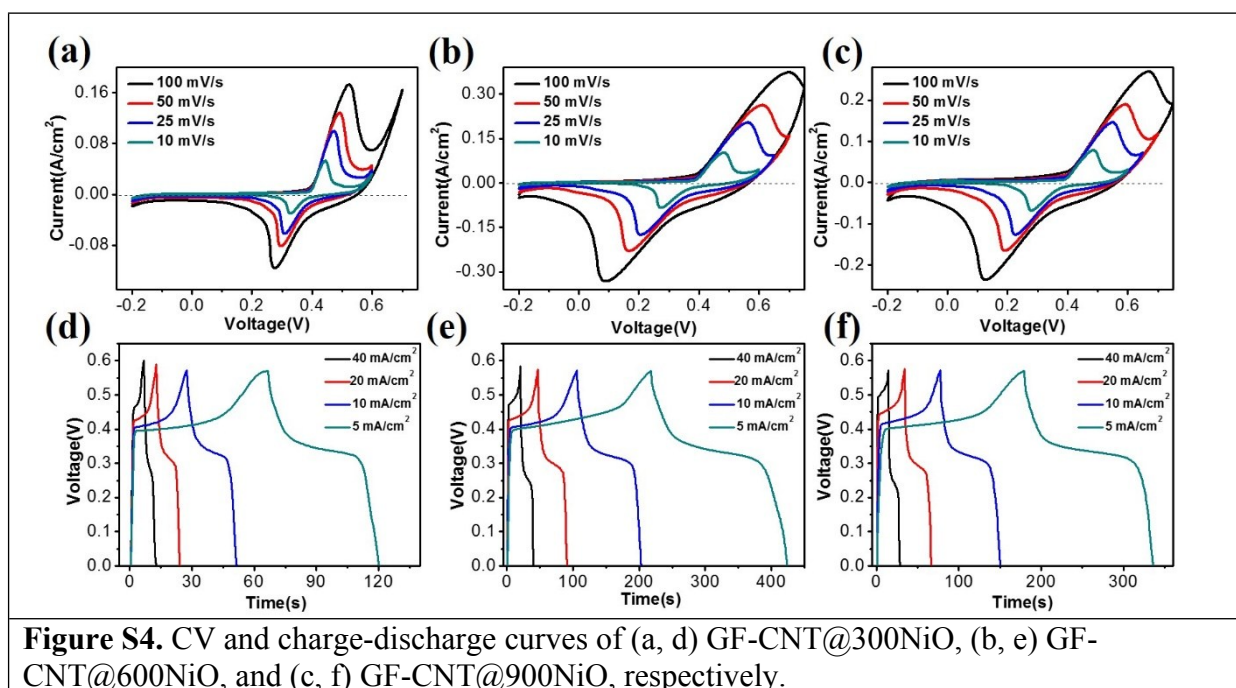 (a)
100 mV/s
50 mV/s
25 mV/s
10 mV/s
Current(A/cm²)
0.16
0.08
0.00
-0.08
-0.2 0.0 0.2 0.4 0.6
Voltage(V)
(b)
100 mV/s
50 mV/s
25 mV/s
10 mV/s
Current(A/cm²)
0.30
0.15
0.00
-0.15
-0.30
-0.2 0.0 0.2 0.4 0.6
Voltage(V)
(c)
100 mV/s
50 mV/s
25 mV/s
10 mV/s
Current(A/cm²)
0.2
0.1
0.0
-0.1
-0.2
-0.2 0.0 0.2 0.4 0.6
Voltage(V)
(d)
40 mA/cm²
20 mA/cm²
10 mA/cm²
5 mA/cm²
Voltage(V)
0.6
0.5
0.4
0.3
0.2
0.1
0.0
0 30 60 90 120
Time(s)
(e)
40 mA/cm²
20 mA/cm²
10 mA/cm²
5 mA/cm²
Voltage(V)
0.6
0.5
0.4
0.3
0.2
0.1
0.0
0 100 200 300 400
Time(s)
(f)
40 mA/cm²
20 mA/cm²
10 mA/cm²
5 mA/cm²
Voltage(V)
0.6
0.5
0.4
0.3
0.2
0.1
0.0
0 100 200 300
Time(s)
Figure S4. CV and charge-discharge curves of (a, d) GF-CNT@300NiO, (b, e) GF-
CNT@600NiO, and (c, f) GF-CNT@900NiO, respectively.